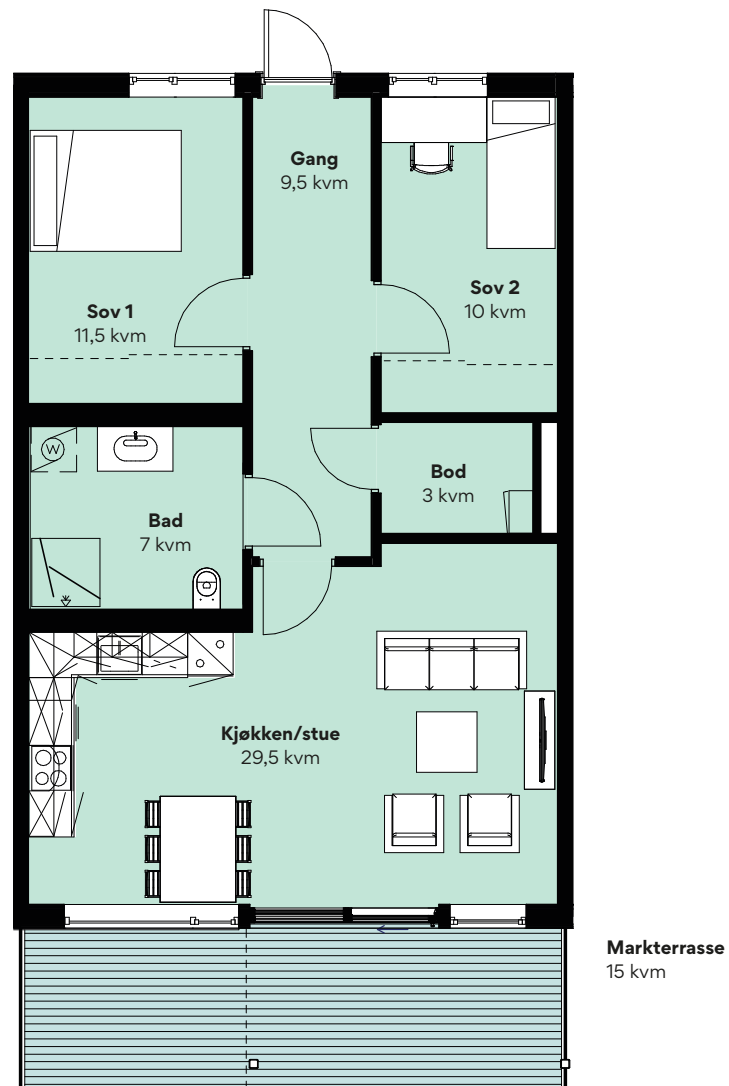 Gang
9,5 kvm
Sov 1
11,5 kvm
Sov 2
10 kvm
W
Bad
7 kvm
Bod
3 kvm
Kjøkken/stue
29,5 kvm
Markterrasse
15 kvm